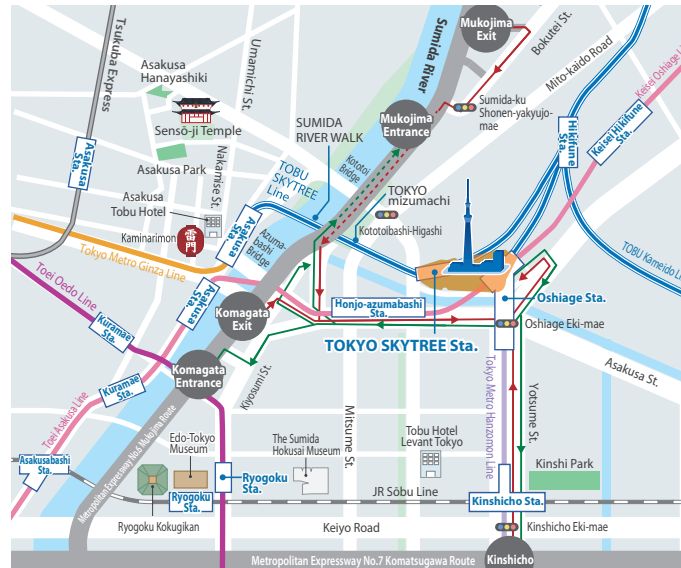 Mukojima
Exit
Bokutei St.
Mito-kaido Road
Keisei Oshiage Line
Tsukuba Express
Asakusa
Hanayashiki
Umamichi St.
Sumida River
Sumida-ku
Shonen-yakyujo-
mae
Hikifune
Sta.
Keisei Hikifune
Sta.
Sensō-ji Temple
SUMIDA
RIVER WALK
Mukojima
Entrance
Asakusa
Sta.
Asakusa Park
Nakamise St.
TOBU
SKYTREE
Line
Kototoi
Bridge
TOKYO
mizumachi
Asakusa
Tobu Hotel
Kaminarimon
雷門
Asakusa
Sta.
Azuma-
bashi
Bridge
Kototoibashi-Higashi
Tokyo Metro Ginza Line
TOBU Kameido Line
Toei Oedo Line
Asakusa
Sta.
Komagata
Exit
Honjo-azumabashi
Sta.
Oshiage Sta.
Oshiage Eki-mae
TOKYO SKYTREE Sta.
Kuramae
Sta.
Komagata
Entrance
Asakusa St.
Kuramae
Sta.
Kiyosumi St.
Toei Asakusa Line
Mitsume St.
Tokyo Metro Hanzomon Line
Yotsume St.
Tobu Hotel
Levant Tokyo
Edo-Tokyo
Museum
The Sumida
Hokusai Museum
Asakusabashi
Sta.
Metropolitan Expressway No.6 Mukojima Route
Ryogoku
Sta.
Kinshi Park
Ryogoku
Sta.
JR Sōbu Line
Kinshicho Sta.
Ryogoku Kokugikan
Keiyo Road
Kinshicho Eki-mae
Metropolitan Expressway No.7 Komatsugawa Route
Kinshicho